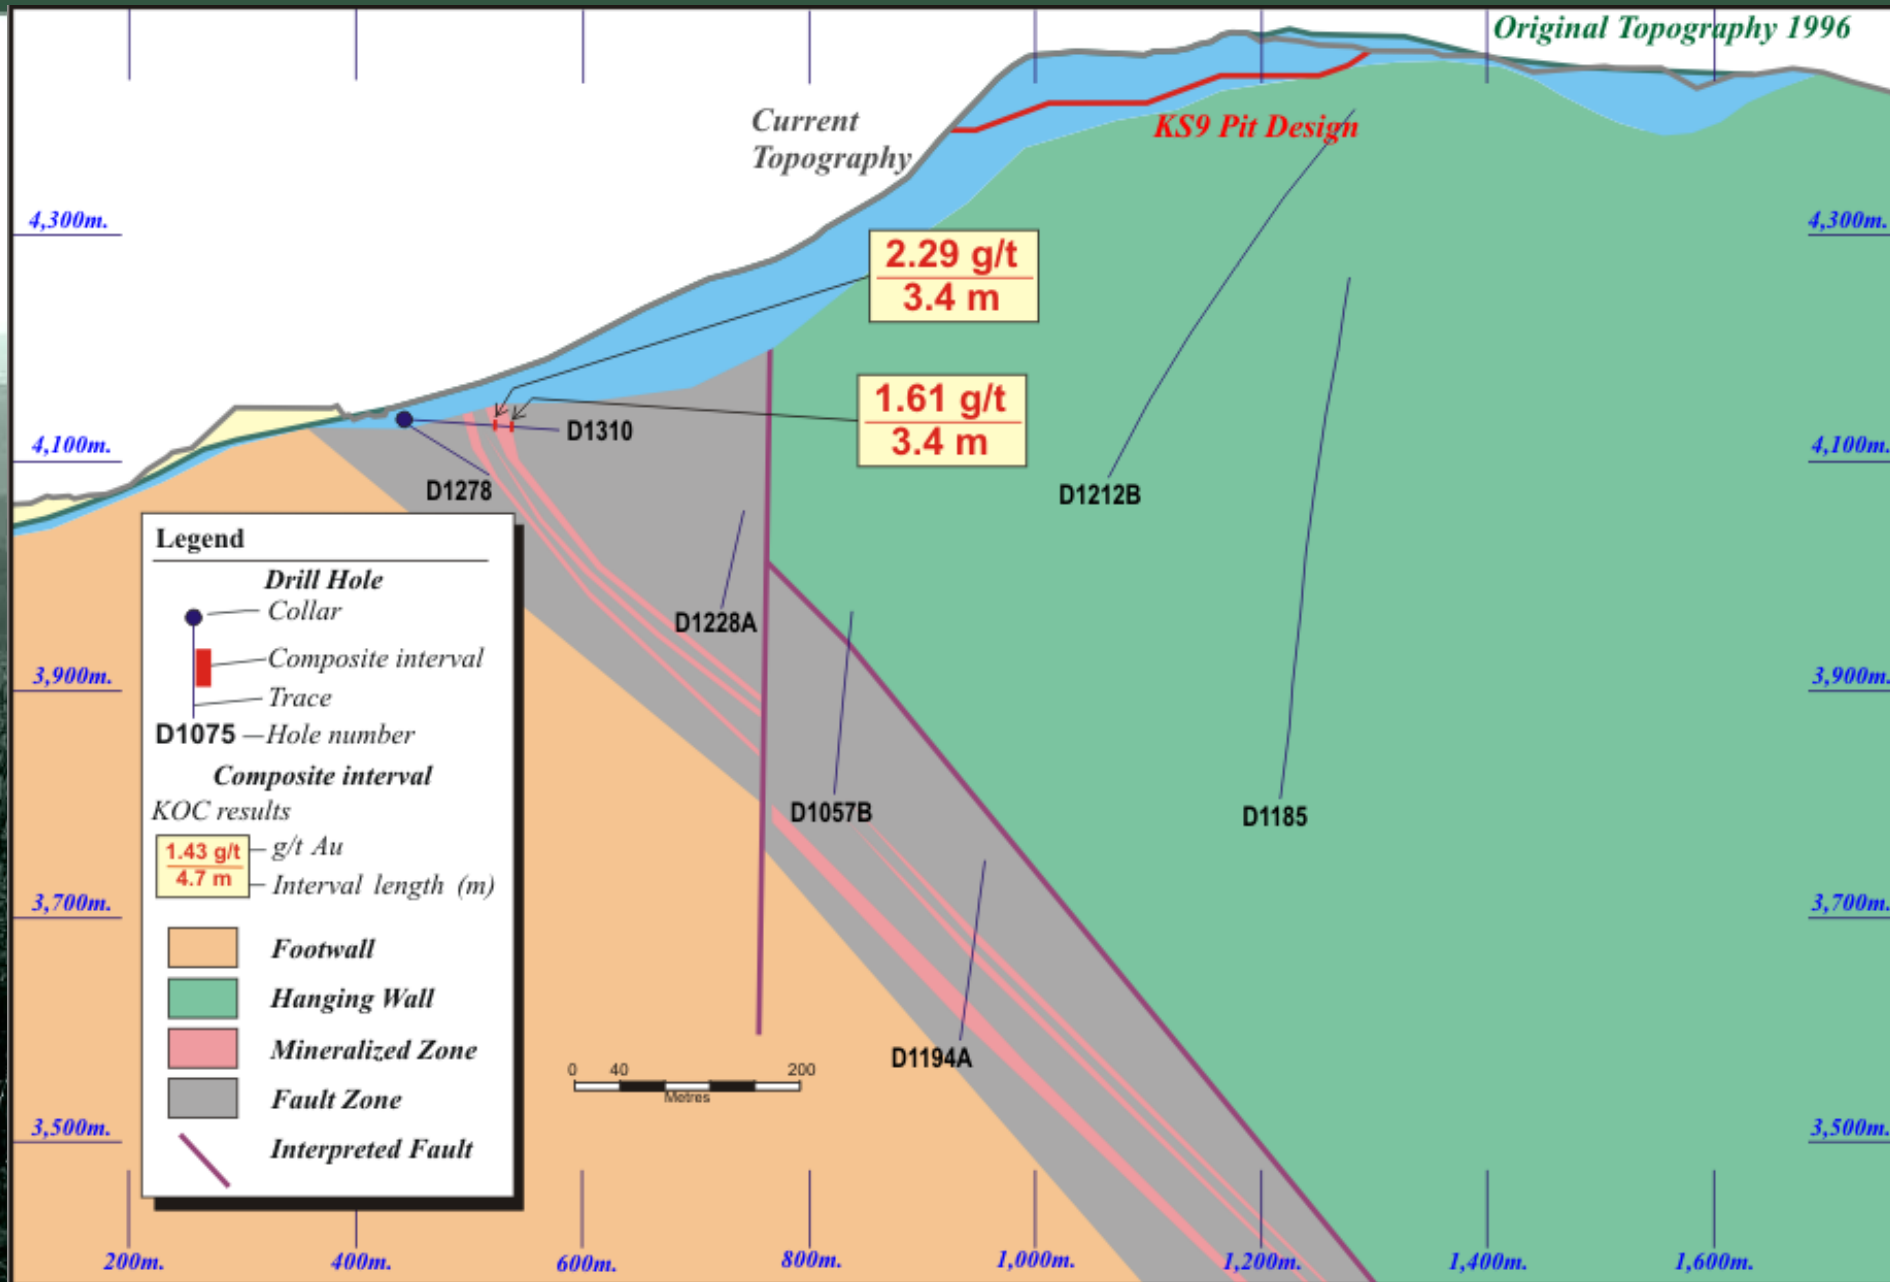 Original Topography 1996
Current
Topography
KS9 Pit Design
4,300m.
4,300m.
2.29 g/t
3.4 m
1.61 g/t
3.4 m
D1310
4,100m.
4,100m.
D1278
D1212B
Legend
Drill Hole
Collar
Composite interval
Trace
D1075
Hole number
Composite interval
KOC results
1.43 g/t
4.7 m
g/t Au
Interval length (m)
Footwall
Hanging Wall
Mineralized Zone
Fault Zone
Interpreted Fault
D1228A
3,900m.
3,900m.
D1057B
D1185
3,700m.
3,700m.
D1194A
0 40 200
Metres
3,500m.
3,500m.
200m. 400m. 600m. 800m. 1,000m. 1,200m. 1,400m. 1,600m.